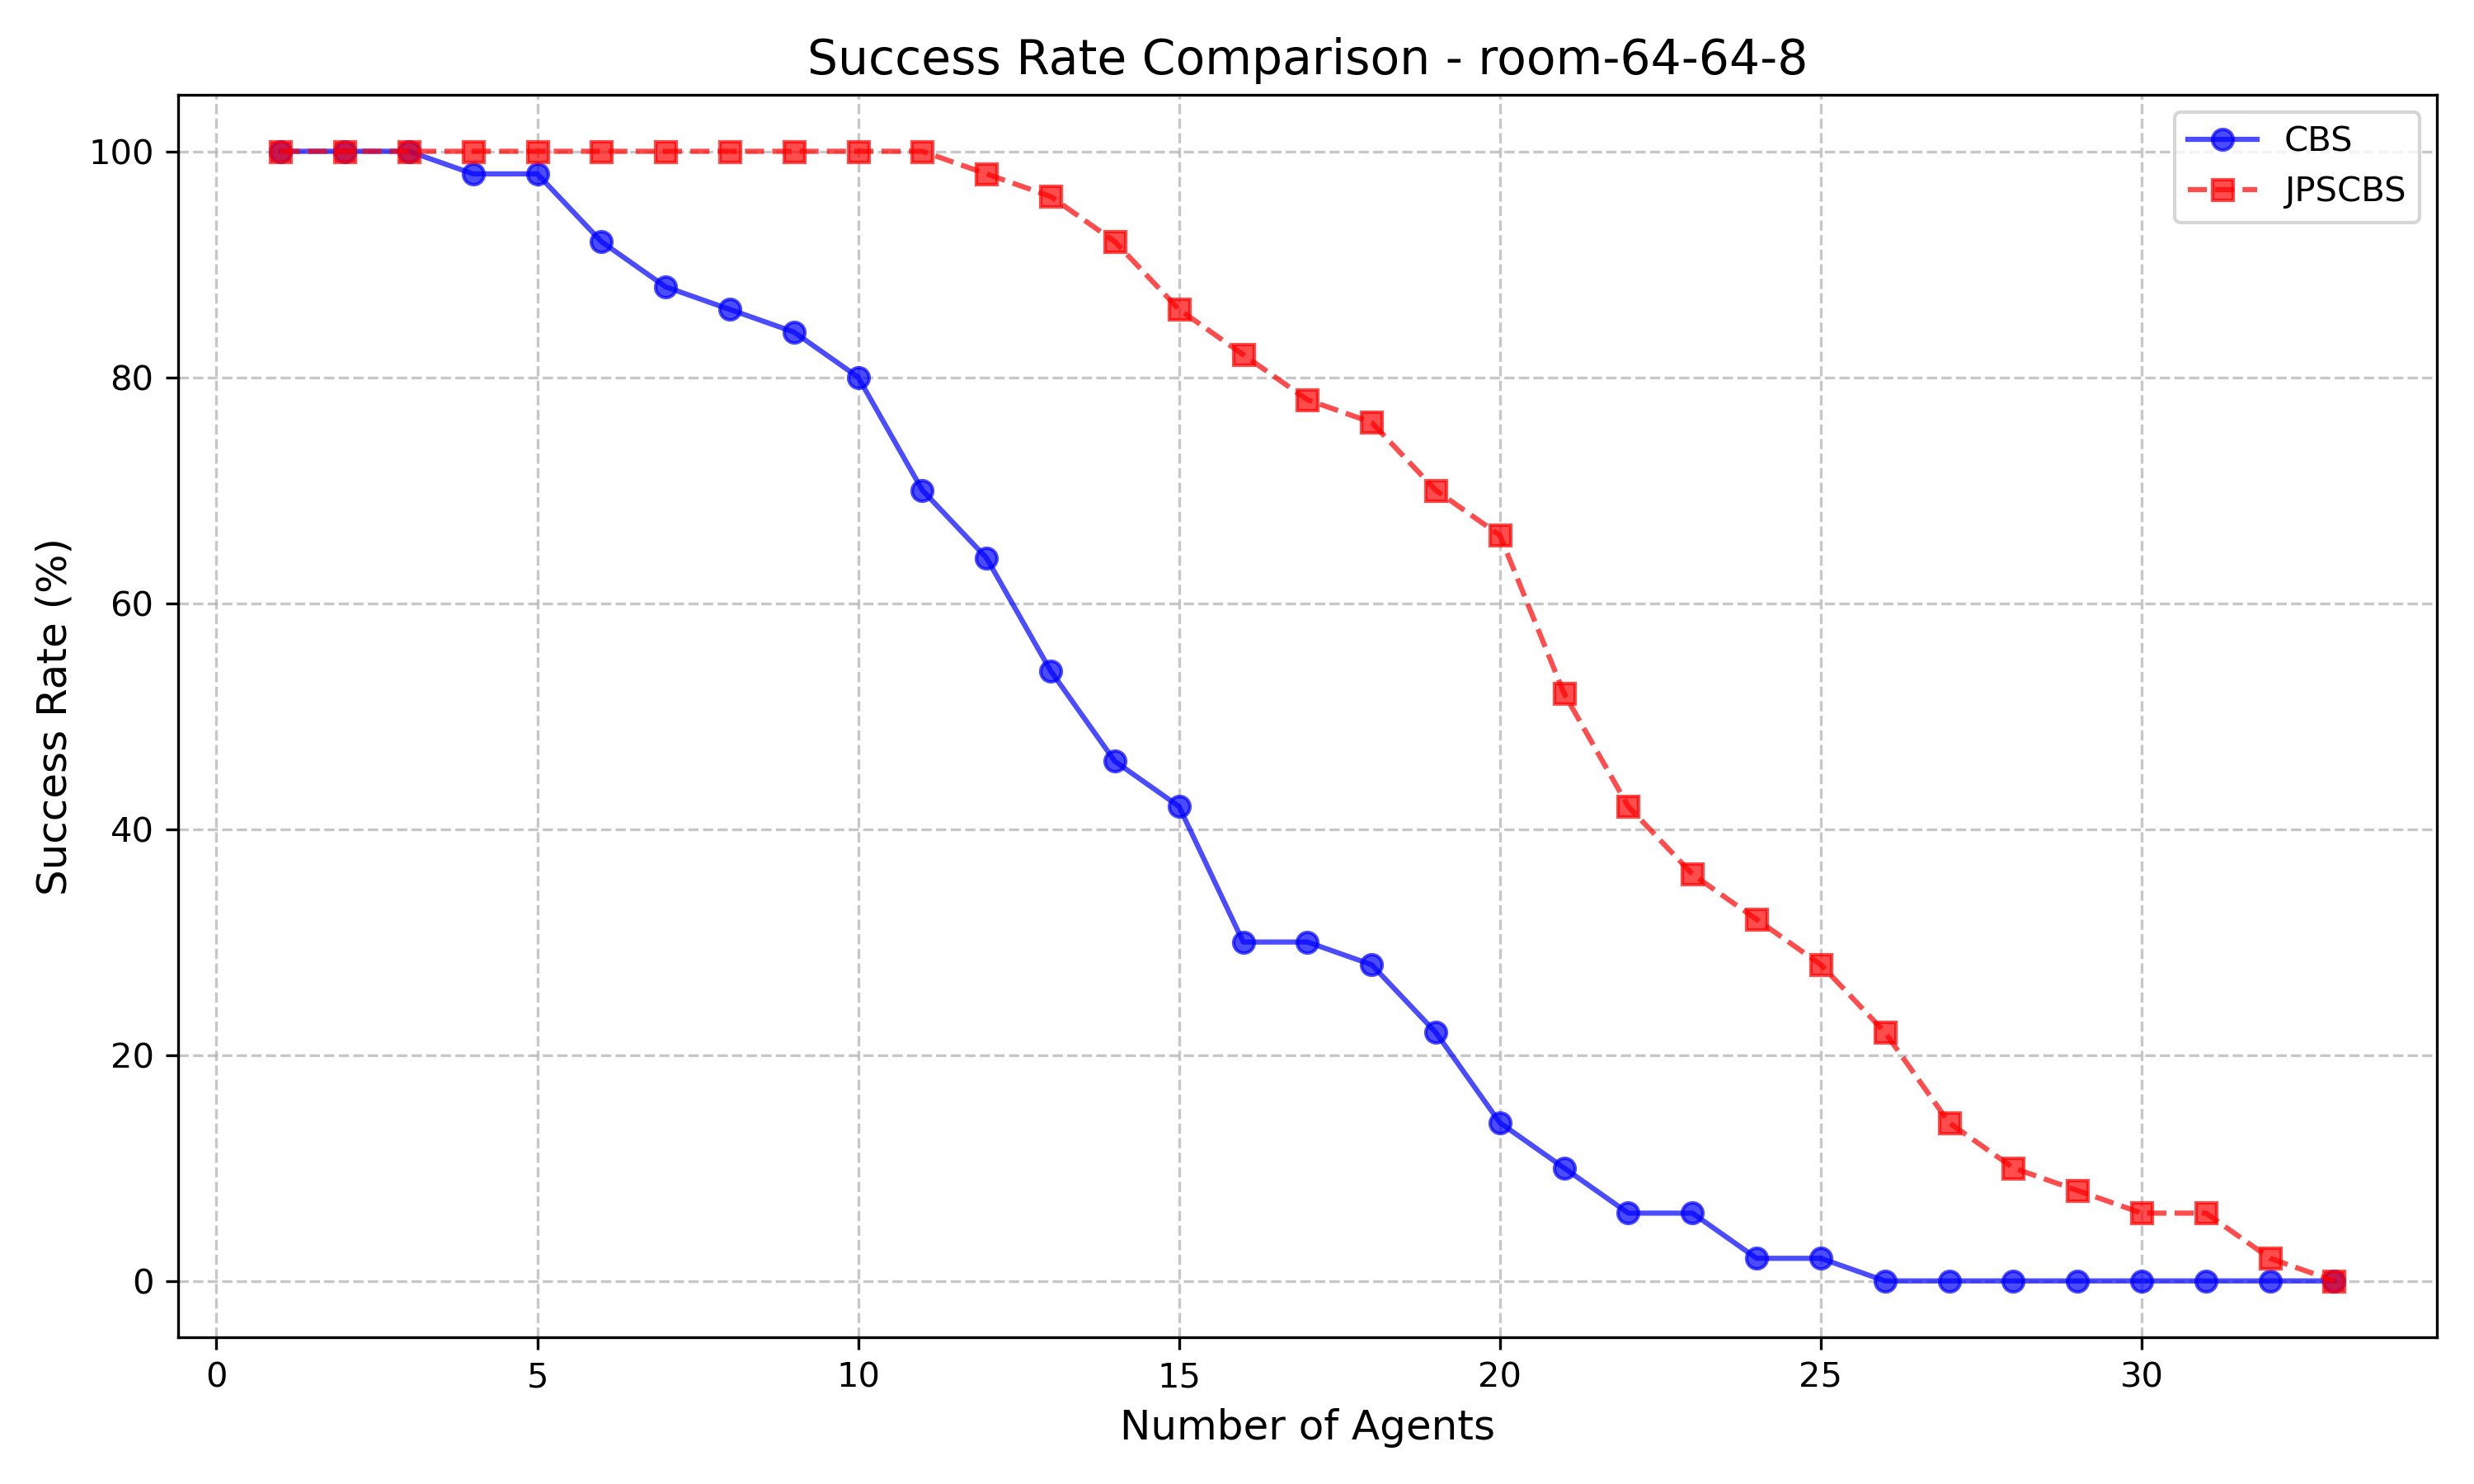 Success Rate Comparison - room-64-64-8
CBS
JPSCBS
Success Rate (%)
100
80
60
40
20
0
0 5 10 15 20 25 30
Number of Agents